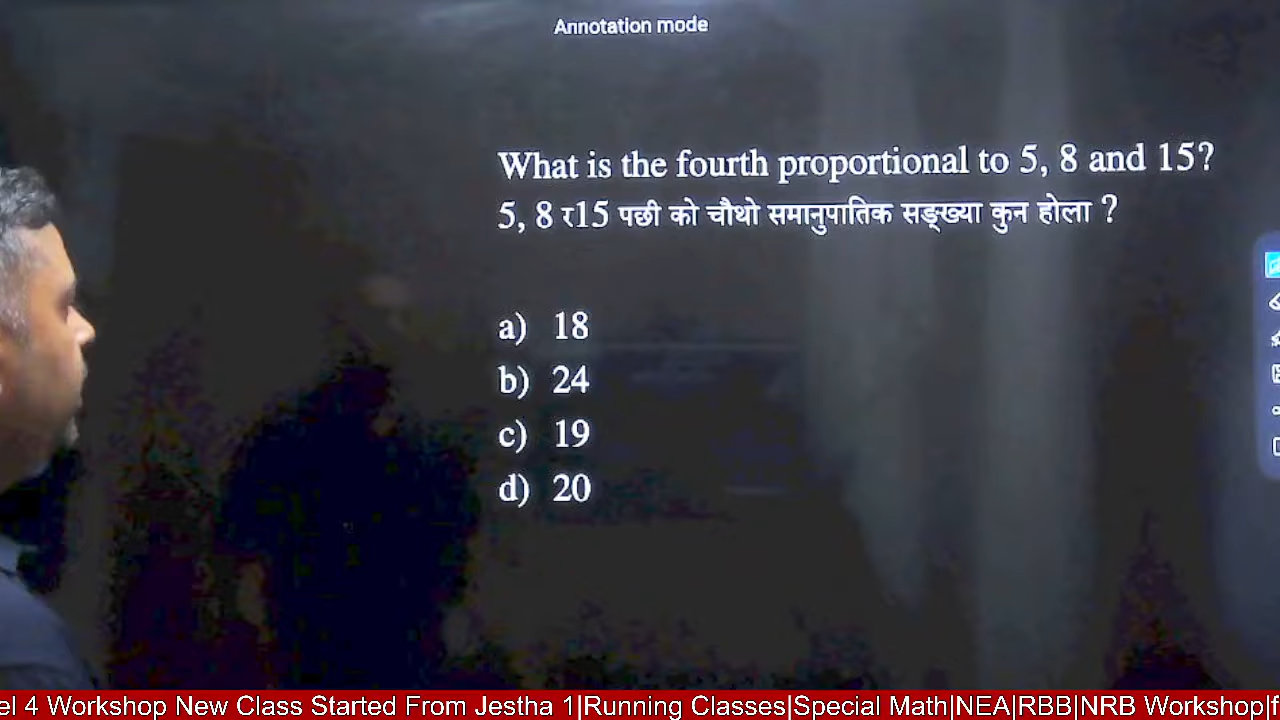 Annotation mode
What is the fourth proportional to 5, 8 and 15?
5, 8 र15 पछी को चौथो समानुपातिक सङ्ख्या कुन होला ?
a) 18
b) 24
c) 19
d) 20
el 4 Workshop New Class Started From Jestha 1|Running Classes|Special Math|NEA|RBB|NRB Workshop|f